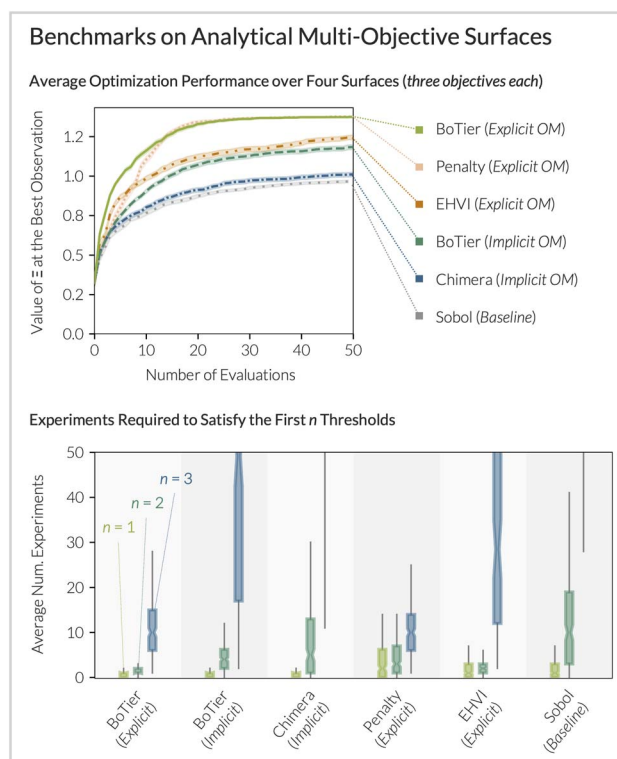 Benchmarks on Analytical Multi-Objective Surfaces
Average Optimization Performance over Four Surfaces (three objectives each)
Value of Ξ at the Best Observation
1.2
1.0
0.8
0.5
0.2
0.0
0
10
20
30
40
50
Number of Evaluations
BoTier (Explicit OM)
Penalty (Explicit OM)
EHVI (Explicit OM)
BoTier (Implicit OM)
Chimera (Implicit OM)
Sobol (Baseline)
Experiments Required to Satisfy the First n Thresholds
Average Num. Experiments
50
40
30
20
10
0
n = 1
n = 2
n = 3
BoTier
(Explicit)
BoTier
(Implicit)
Chimera
(Implicit)
Penalty
(Explicit)
EHVI
(Explicit)
Sobol
(Baseline)